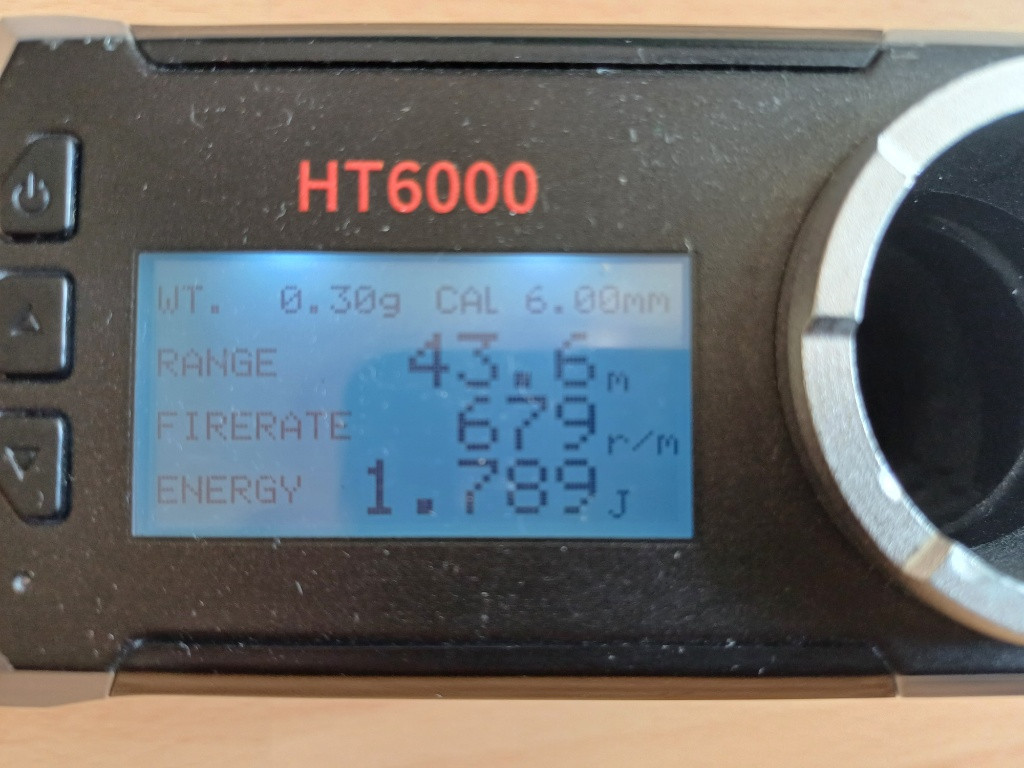 HT6000
WT. 0.30g CAL 6.00mm
RANGE 43.6m
FIRERATE 679r/m
ENERGY 1.789J